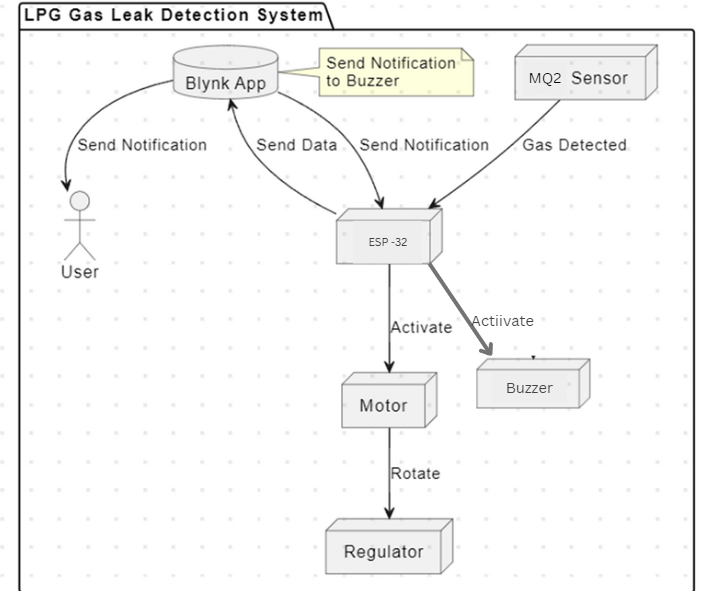 LPG Gas Leak Detection System
Send Notification
to Buzzer
Blynk App
MQ2 Sensor
Send Notification
Send Data
Send Notification
Gas Detected
ESP -32
User
Activate
Actiivate
Buzzer
Motor
Rotate
Regulator